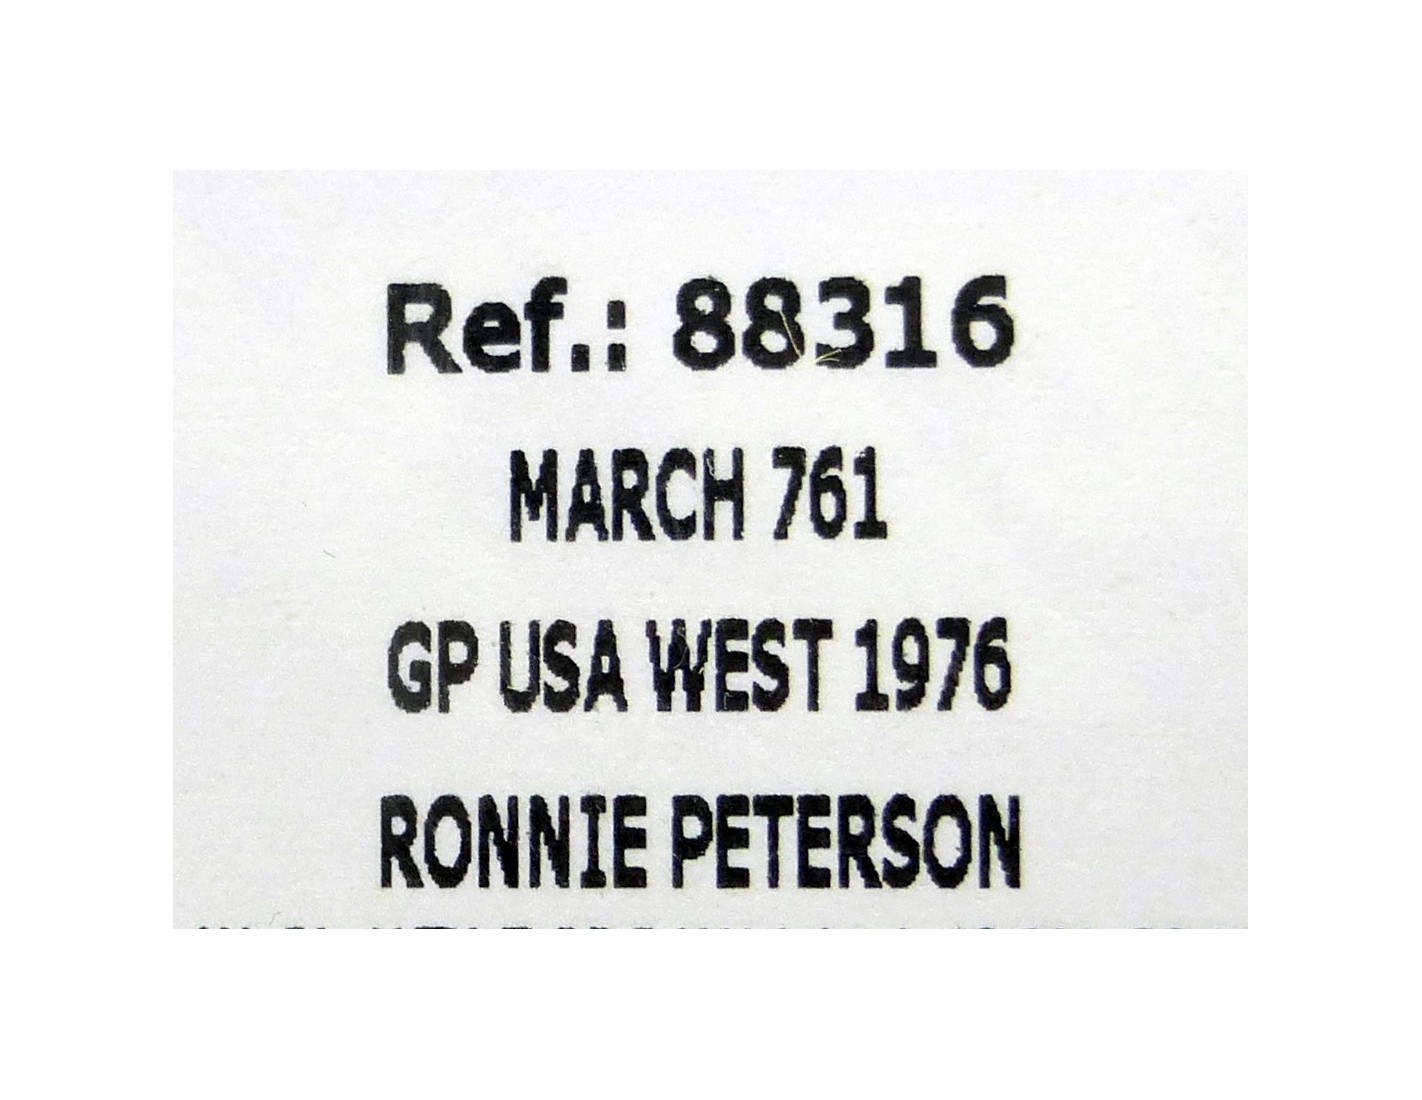 Ref.: 88316
MARCH 761
GP USA WEST 1976
RONNIE PETERSON